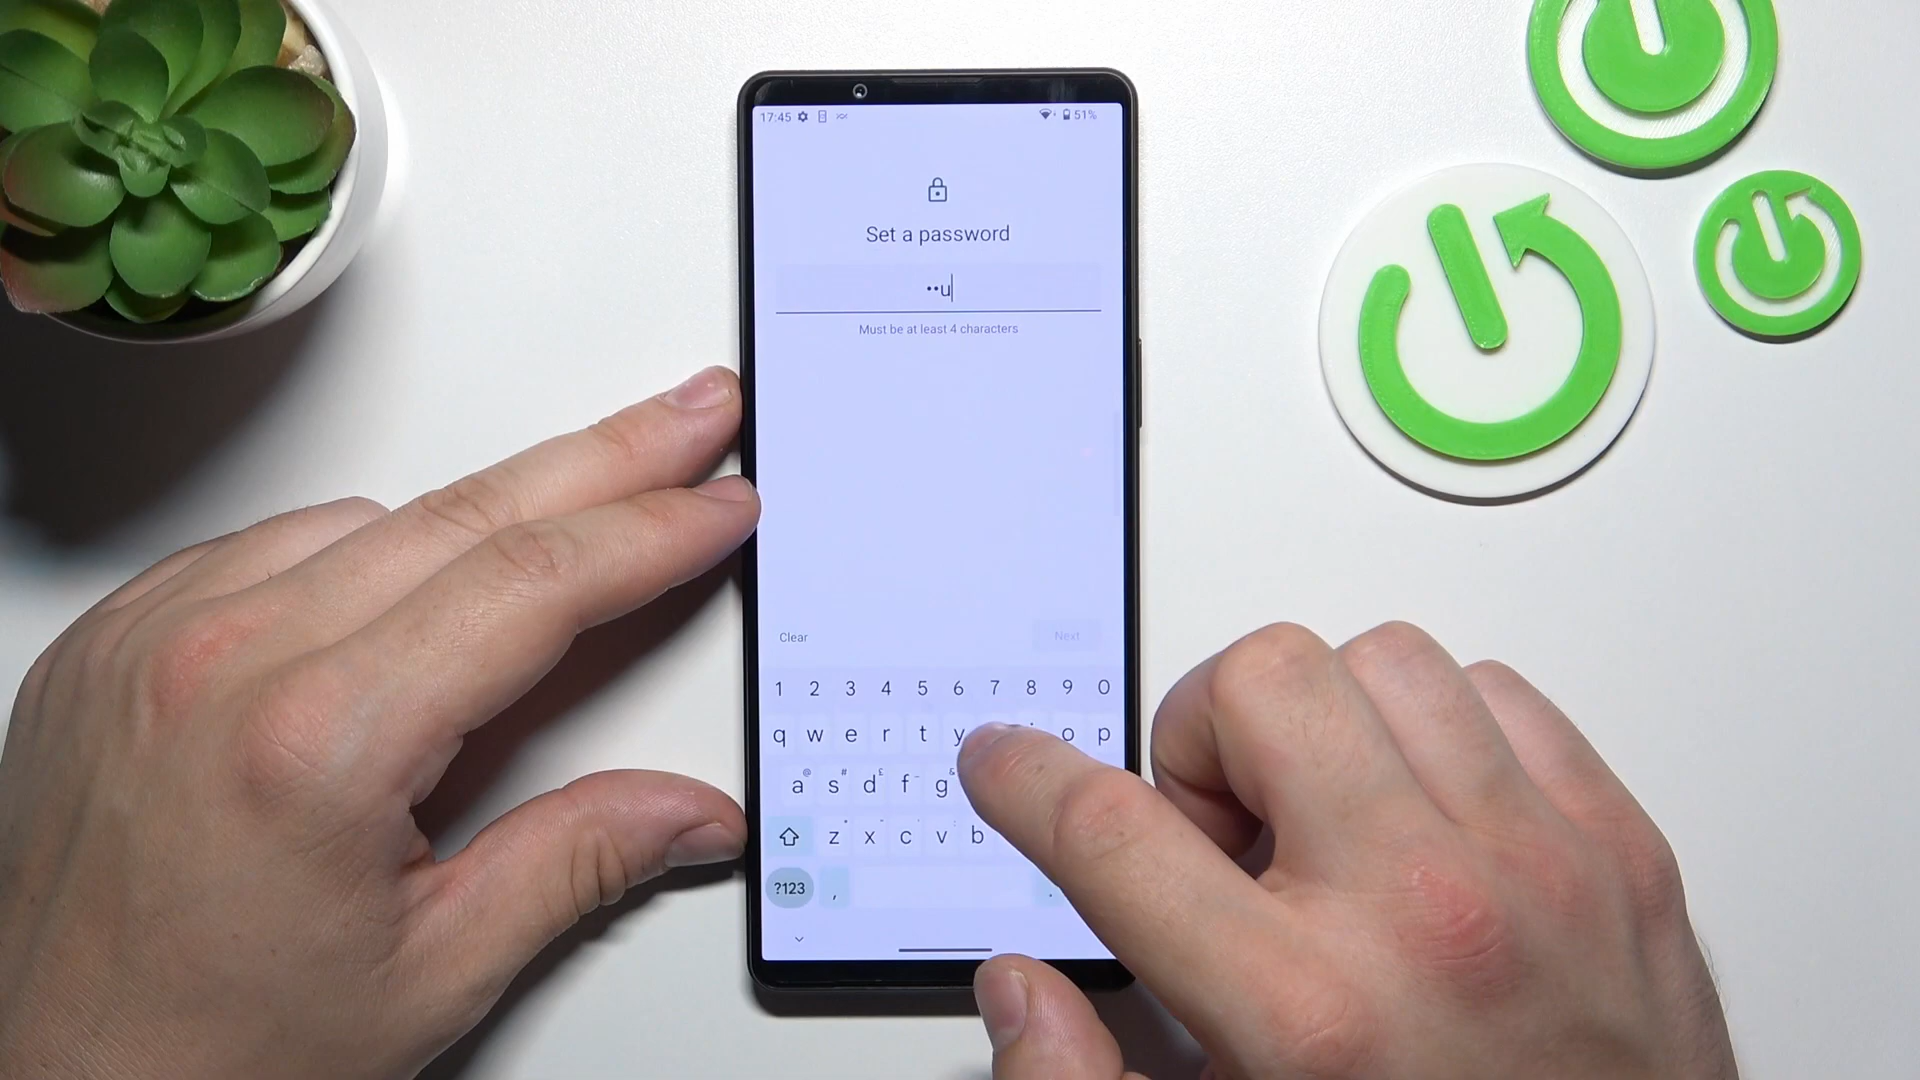 17:45 51%
Set a password
••u
Must be at least 4 characters
Clear Next
1 2 3 4 5 6 7 8 9 0
q w e r t y o p
a s d f g
z x c v b
?123 , .